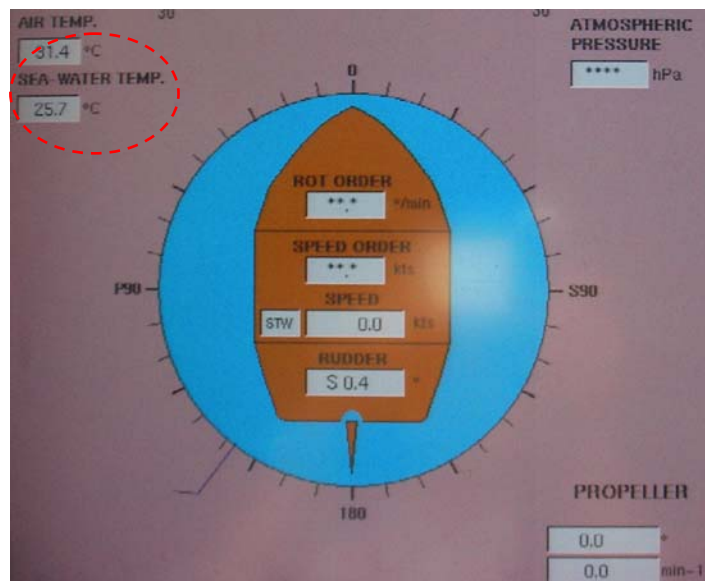 30
30
AIR TEMP.
31.4 °C
SEA-WATER TEMP.
25.7 °C
ATMOSPHERIC
PRESSURE
**** hPa
0
ROT ORDER
**.* °/min
SPEED ORDER
**.* kts
P90
S90
SPEED
STW 0.0 kts
RUDDER
S 0.4 °
180
PROPELLER
0.0 °
0.0 min-1